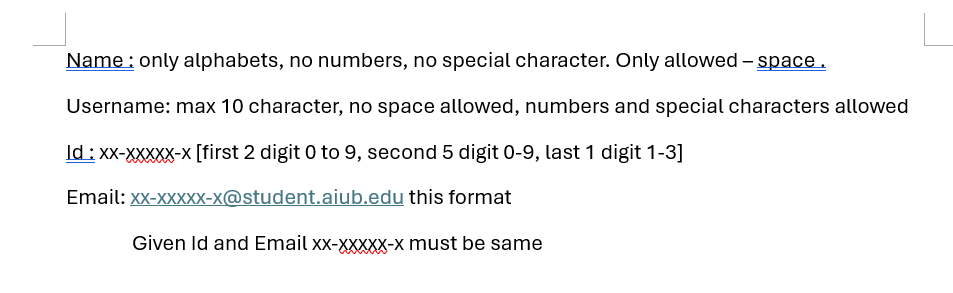 Name : only alphabets, no numbers, no special character. Only allowed – space .
Username: max 10 character, no space allowed, numbers and special characters allowed
Id : xx-xxxxx-x [first 2 digit 0 to 9, second 5 digit 0-9, last 1 digit 1-3]
Email: xx-xxxxx-x@student.aiub.edu this format
Given Id and Email xx-xxxxx-x must be same